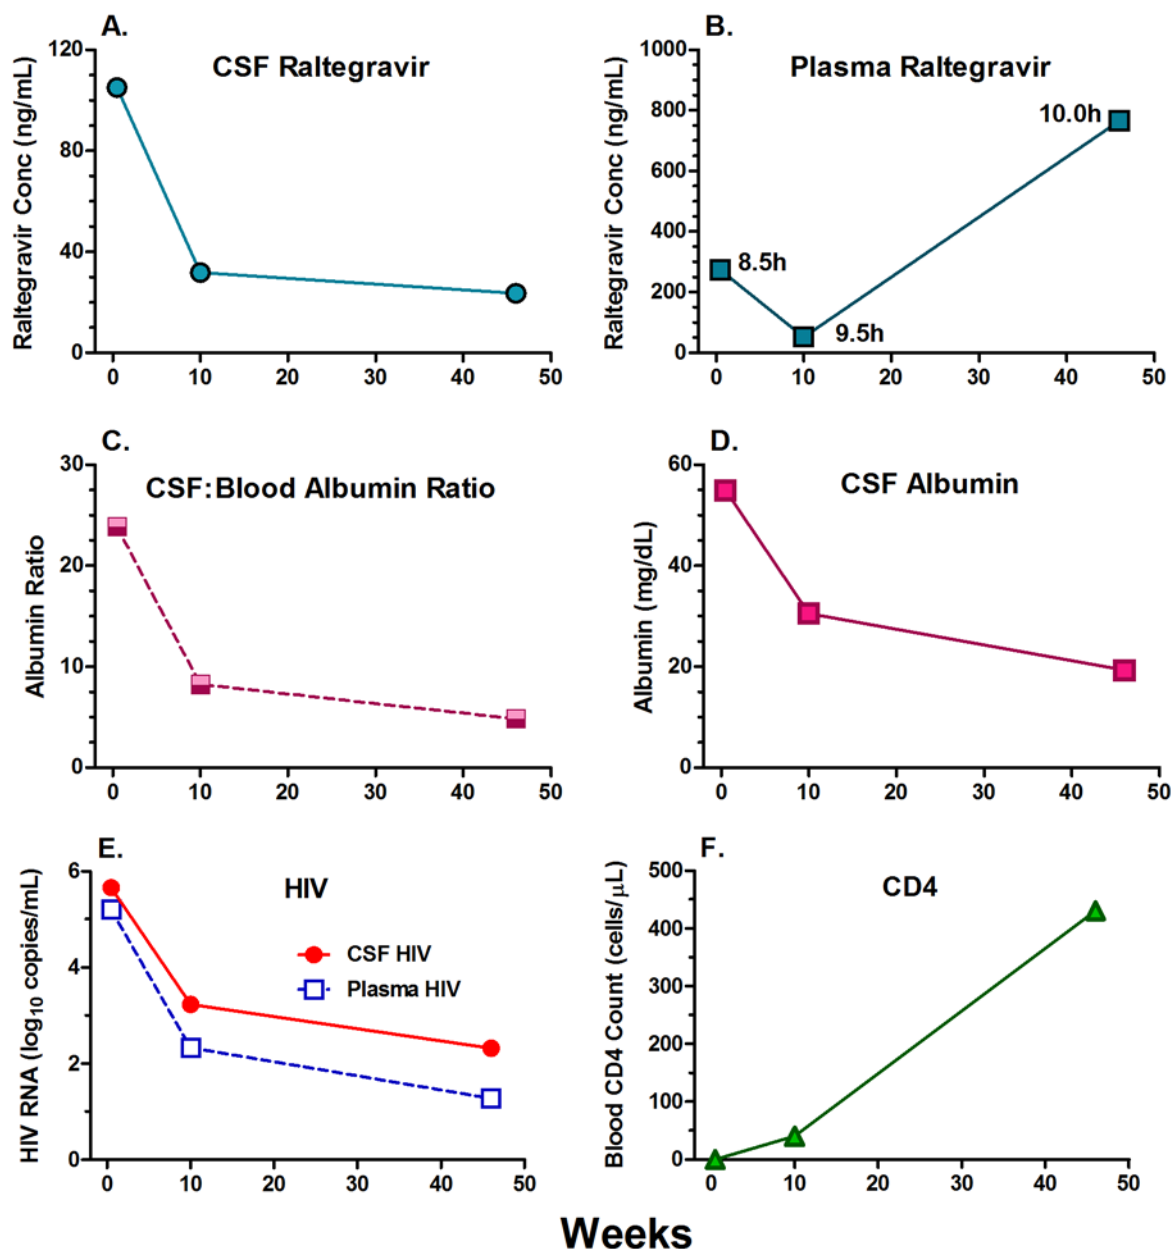 A.
CSF Raltegravir
Raltegravir Conc (ng/mL)
120
80
40
0
0 10 20 30 40 50
B.
Plasma Raltegravir
Raltegravir Conc (ng/mL)
1000
800
600
400
200
0
8.5h
9.5h
10.0h
0 10 20 30 40 50
C.
CSF:Blood Albumin Ratio
Albumin Ratio
30
20
10
0
0 10 20 30 40 50
D.
CSF Albumin
Albumin (mg/dL)
60
40
20
0
0 10 20 30 40 50
E.
HIV
HIV RNA (log₁₀ copies/mL)
6
4
2
0
CSF HIV
Plasma HIV
0 10 20 30 40 50
F.
CD4
Blood CD4 Count (cells/μL)
500
400
300
200
100
0
0 10 20 30 40 50
Weeks